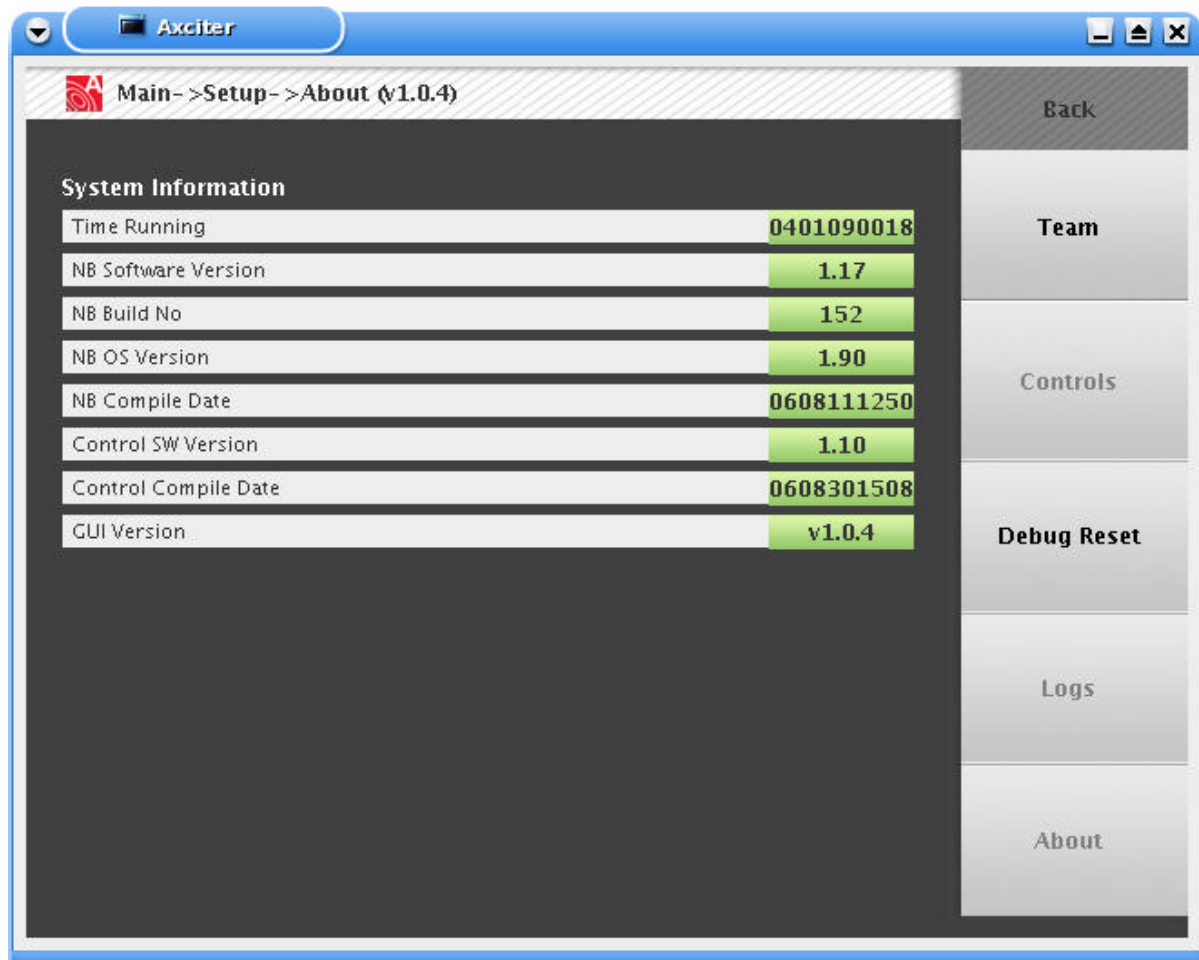 Axciter
A
Main->Setup->About (v1.0.4)
Back
System Information
Time Running 0401090018
NB Software Version 1.17
NB Build No 152
NB OS Version 1.90
NB Compile Date 0608111250
Control SW Version 1.10
Control Compile Date 0608301508
GUI Version v1.0.4
Team
Controls
Debug Reset
Logs
About